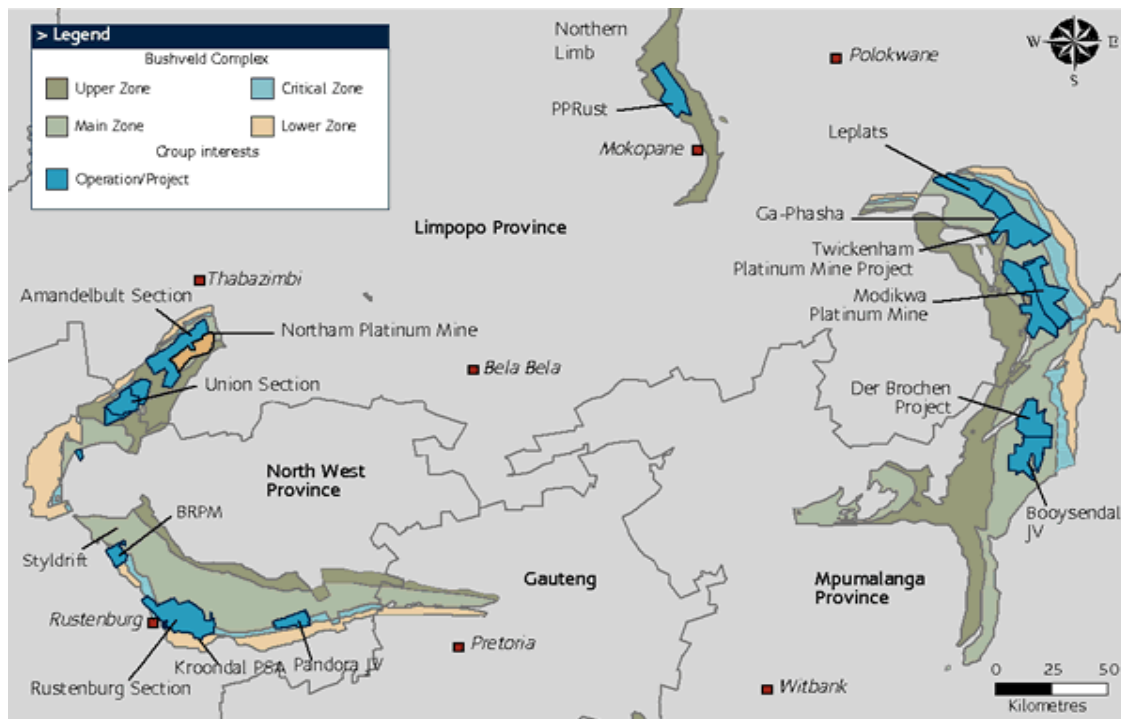 > Legend
Bushveld Complex
Upper Zone
Critical Zone
Main Zone
Lower Zone
Group interests
Operation/Project
Northern
Limb
PPRust
Mokopane
Polokwane
W
E
S
Leplats
Ga-Phasha
Twickenham
Platinum Mine Project
Modikwa
Platinum Mine
Limpopo Province
Thabazimbi
Amandelbult Section
Northam Platinum Mine
Union Section
Bela Bela
Der Brochen
Project
North West
Province
BRPM
Styldrift
Booysendal
JV
Gauteng
Mpumalanga
Province
Rustenburg
Kroondal PSA
Pandora JV
Pretoria
Rustenburg Section
Witbank
0 25 50
Kilometres